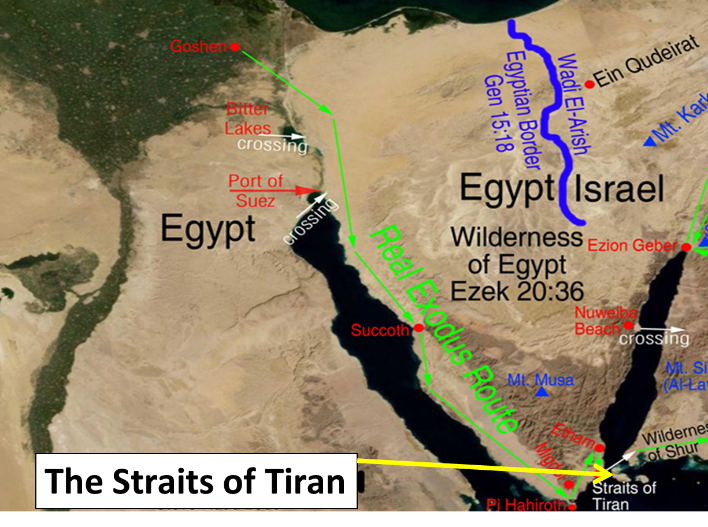 Goshen
Bitter
Lakes
crossing
Port of
Suez
crossing
Egypt
Real Exodus Route
Wadi El-Arish
Egyptian Border
Gen 15:18
Ein Qudeirat
Egypt
Israel
Wilderness
of Egypt
Ezek 20:36
Ezion Geber
Succoth
Nuweiba
Beach
crossing
Mt. Musa
Etham
Wilderness
of Shur
The Straits of Tiran
Straits of
Tiran
Pi Hahiroth